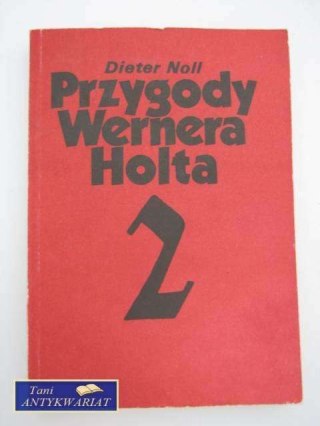 Dieter Noll
Przygody
Wernera
Holta
2
Tani
ANTYKWARIAT